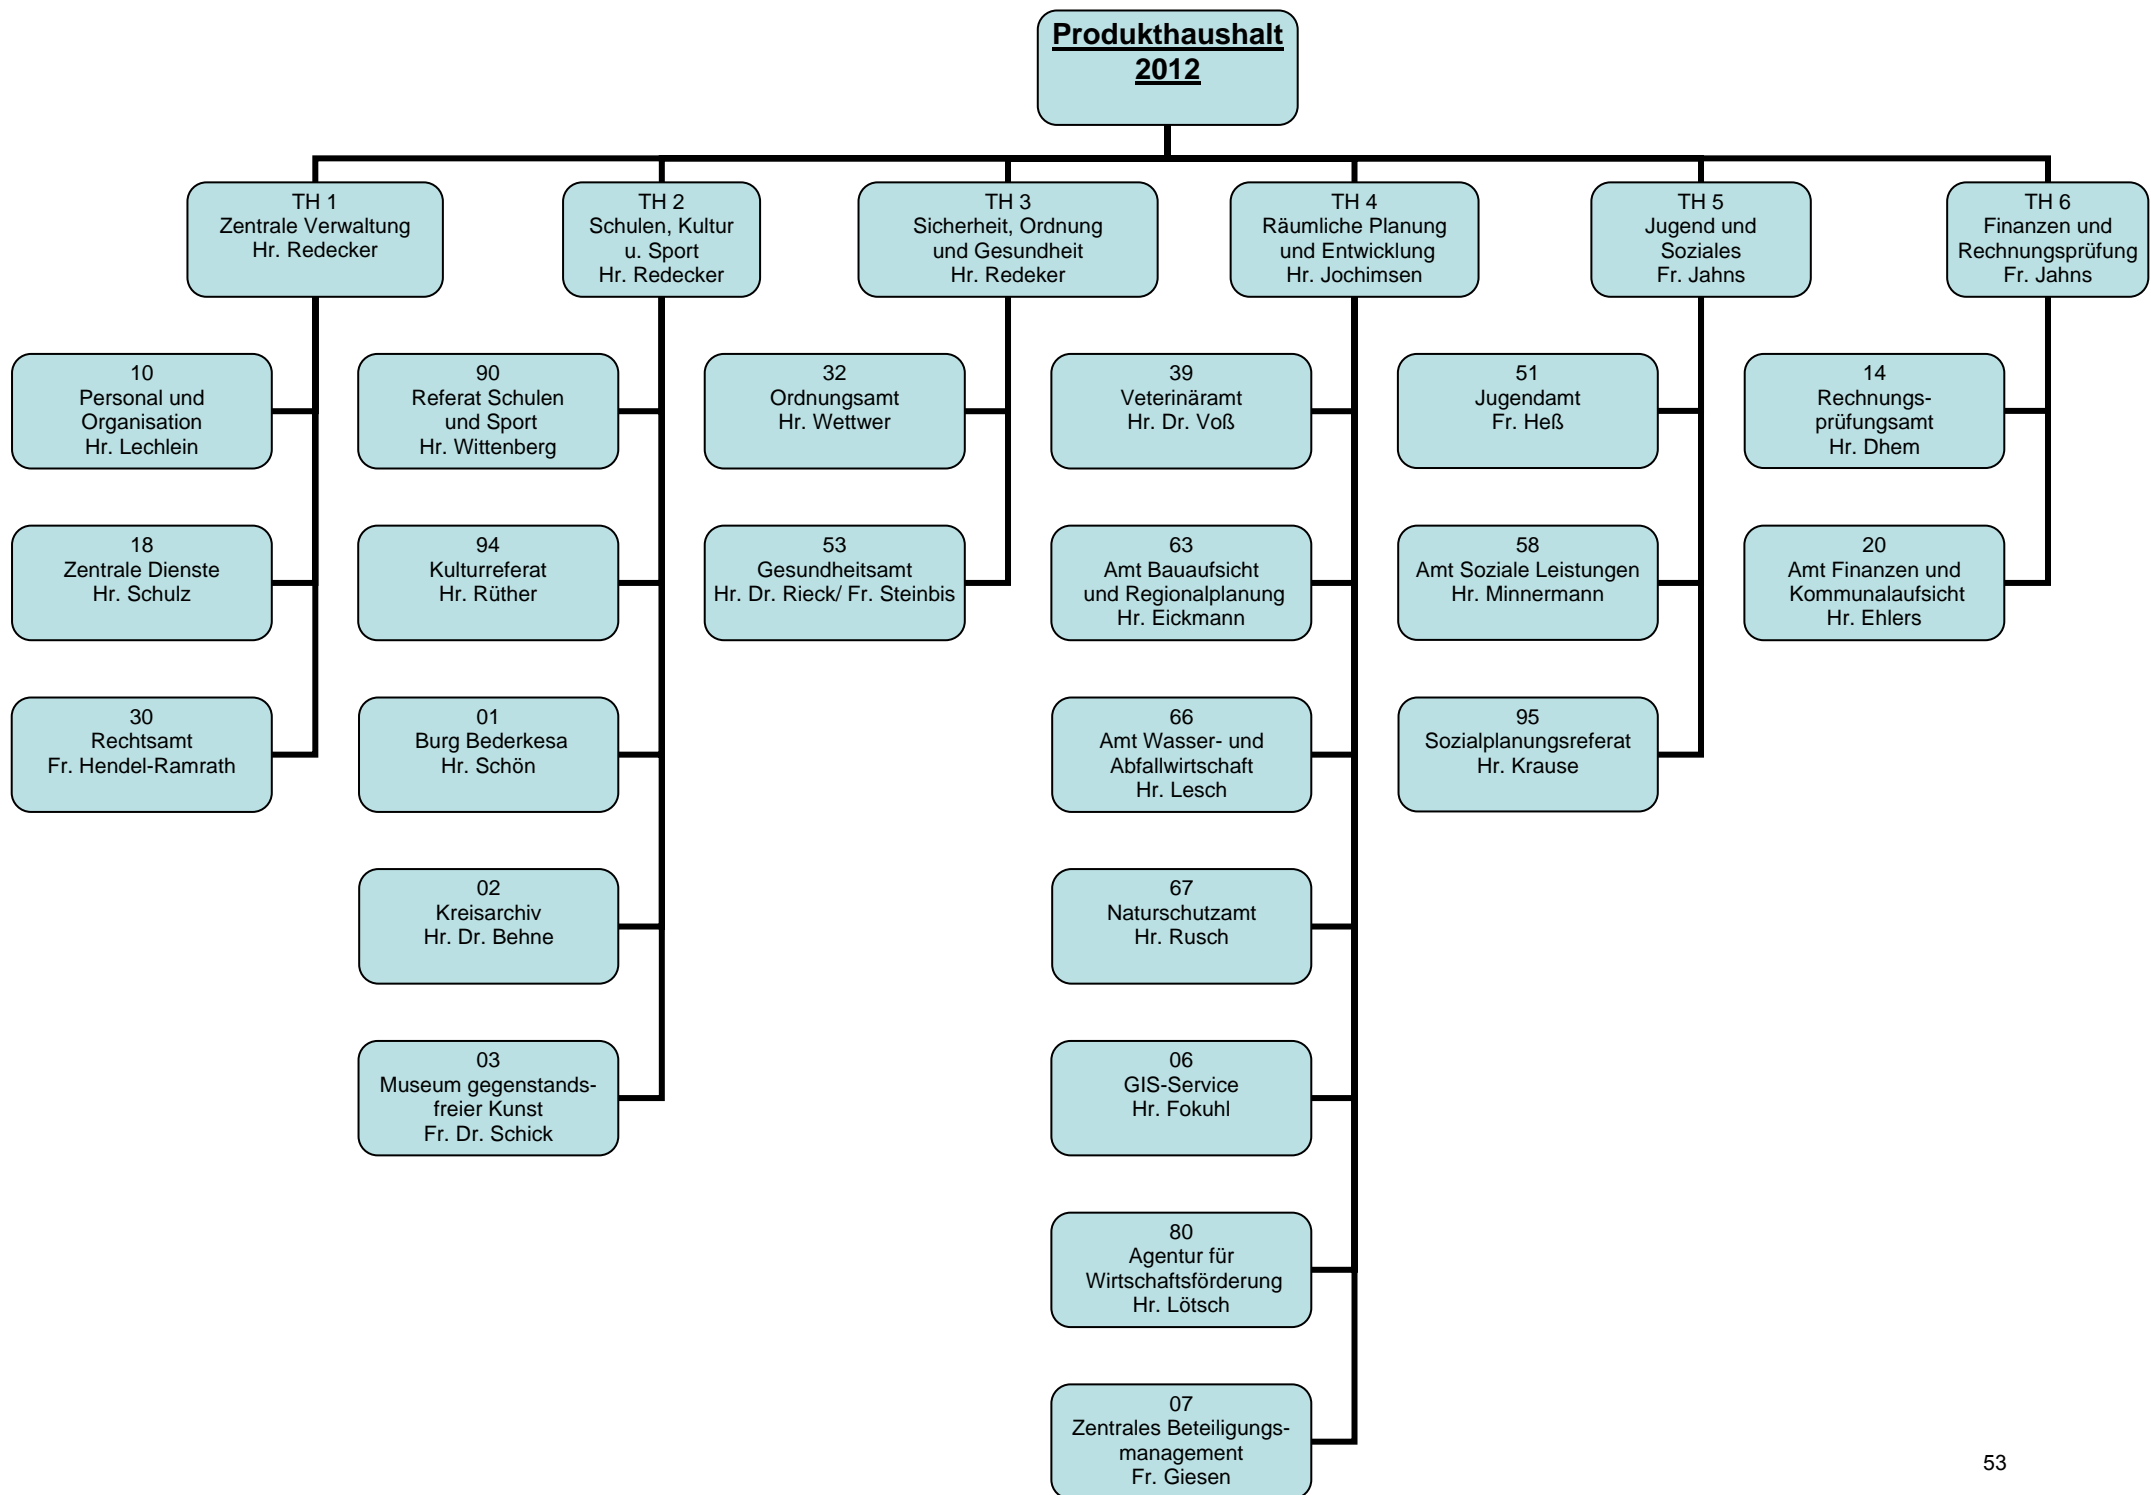 Produkthaushalt
2012
TH 1
Zentrale Verwaltung
Hr. Redecker
TH 2
Schulen, Kultur
u. Sport
Hr. Redecker
TH 3
Sicherheit, Ordnung
und Gesundheit
Hr. Redeker
TH 4
Räumliche Planung
und Entwicklung
Hr. Jochimsen
TH 5
Jugend und
Soziales
Fr. Jahns
TH 6
Finanzen und
Rechnungsprüfung
Fr. Jahns
10
Personal und
Organisation
Hr. Lechlein
90
Referat Schulen
und Sport
Hr. Wittenberg
32
Ordnungsamt
Hr. Wettwer
39
Veterinäramt
Hr. Dr. Voß
51
Jugendamt
Fr. Heß
14
Rechnungs-
prüfungsamt
Hr. Dhem
18
Zentrale Dienste
Hr. Schulz
94
Kulturreferat
Hr. Rüther
53
Gesundheitsamt
Hr. Dr. Rieck/ Fr. Steinbis
63
Amt Bauaufsicht
und Regionalplanung
Hr. Eickmann
58
Amt Soziale Leistungen
Hr. Minnermann
20
Amt Finanzen und
Kommunalaufsicht
Hr. Ehlers
30
Rechtsamt
Fr. Hendel-Ramrath
01
Burg Bederkesa
Hr. Schön
66
Amt Wasser- und
Abfallwirtschaft
Hr. Lesch
95
Sozialplanungsreferat
Hr. Krause
02
Kreisarchiv
Hr. Dr. Behne
67
Naturschutzamt
Hr. Rusch
03
Museum gegenstands-
freier Kunst
Fr. Dr. Schick
06
GIS-Service
Hr. Fokuhl
80
Agentur für
Wirtschaftsförderung
Hr. Lötsch
07
Zentrales Beteiligungs-
management
Fr. Giesen
53